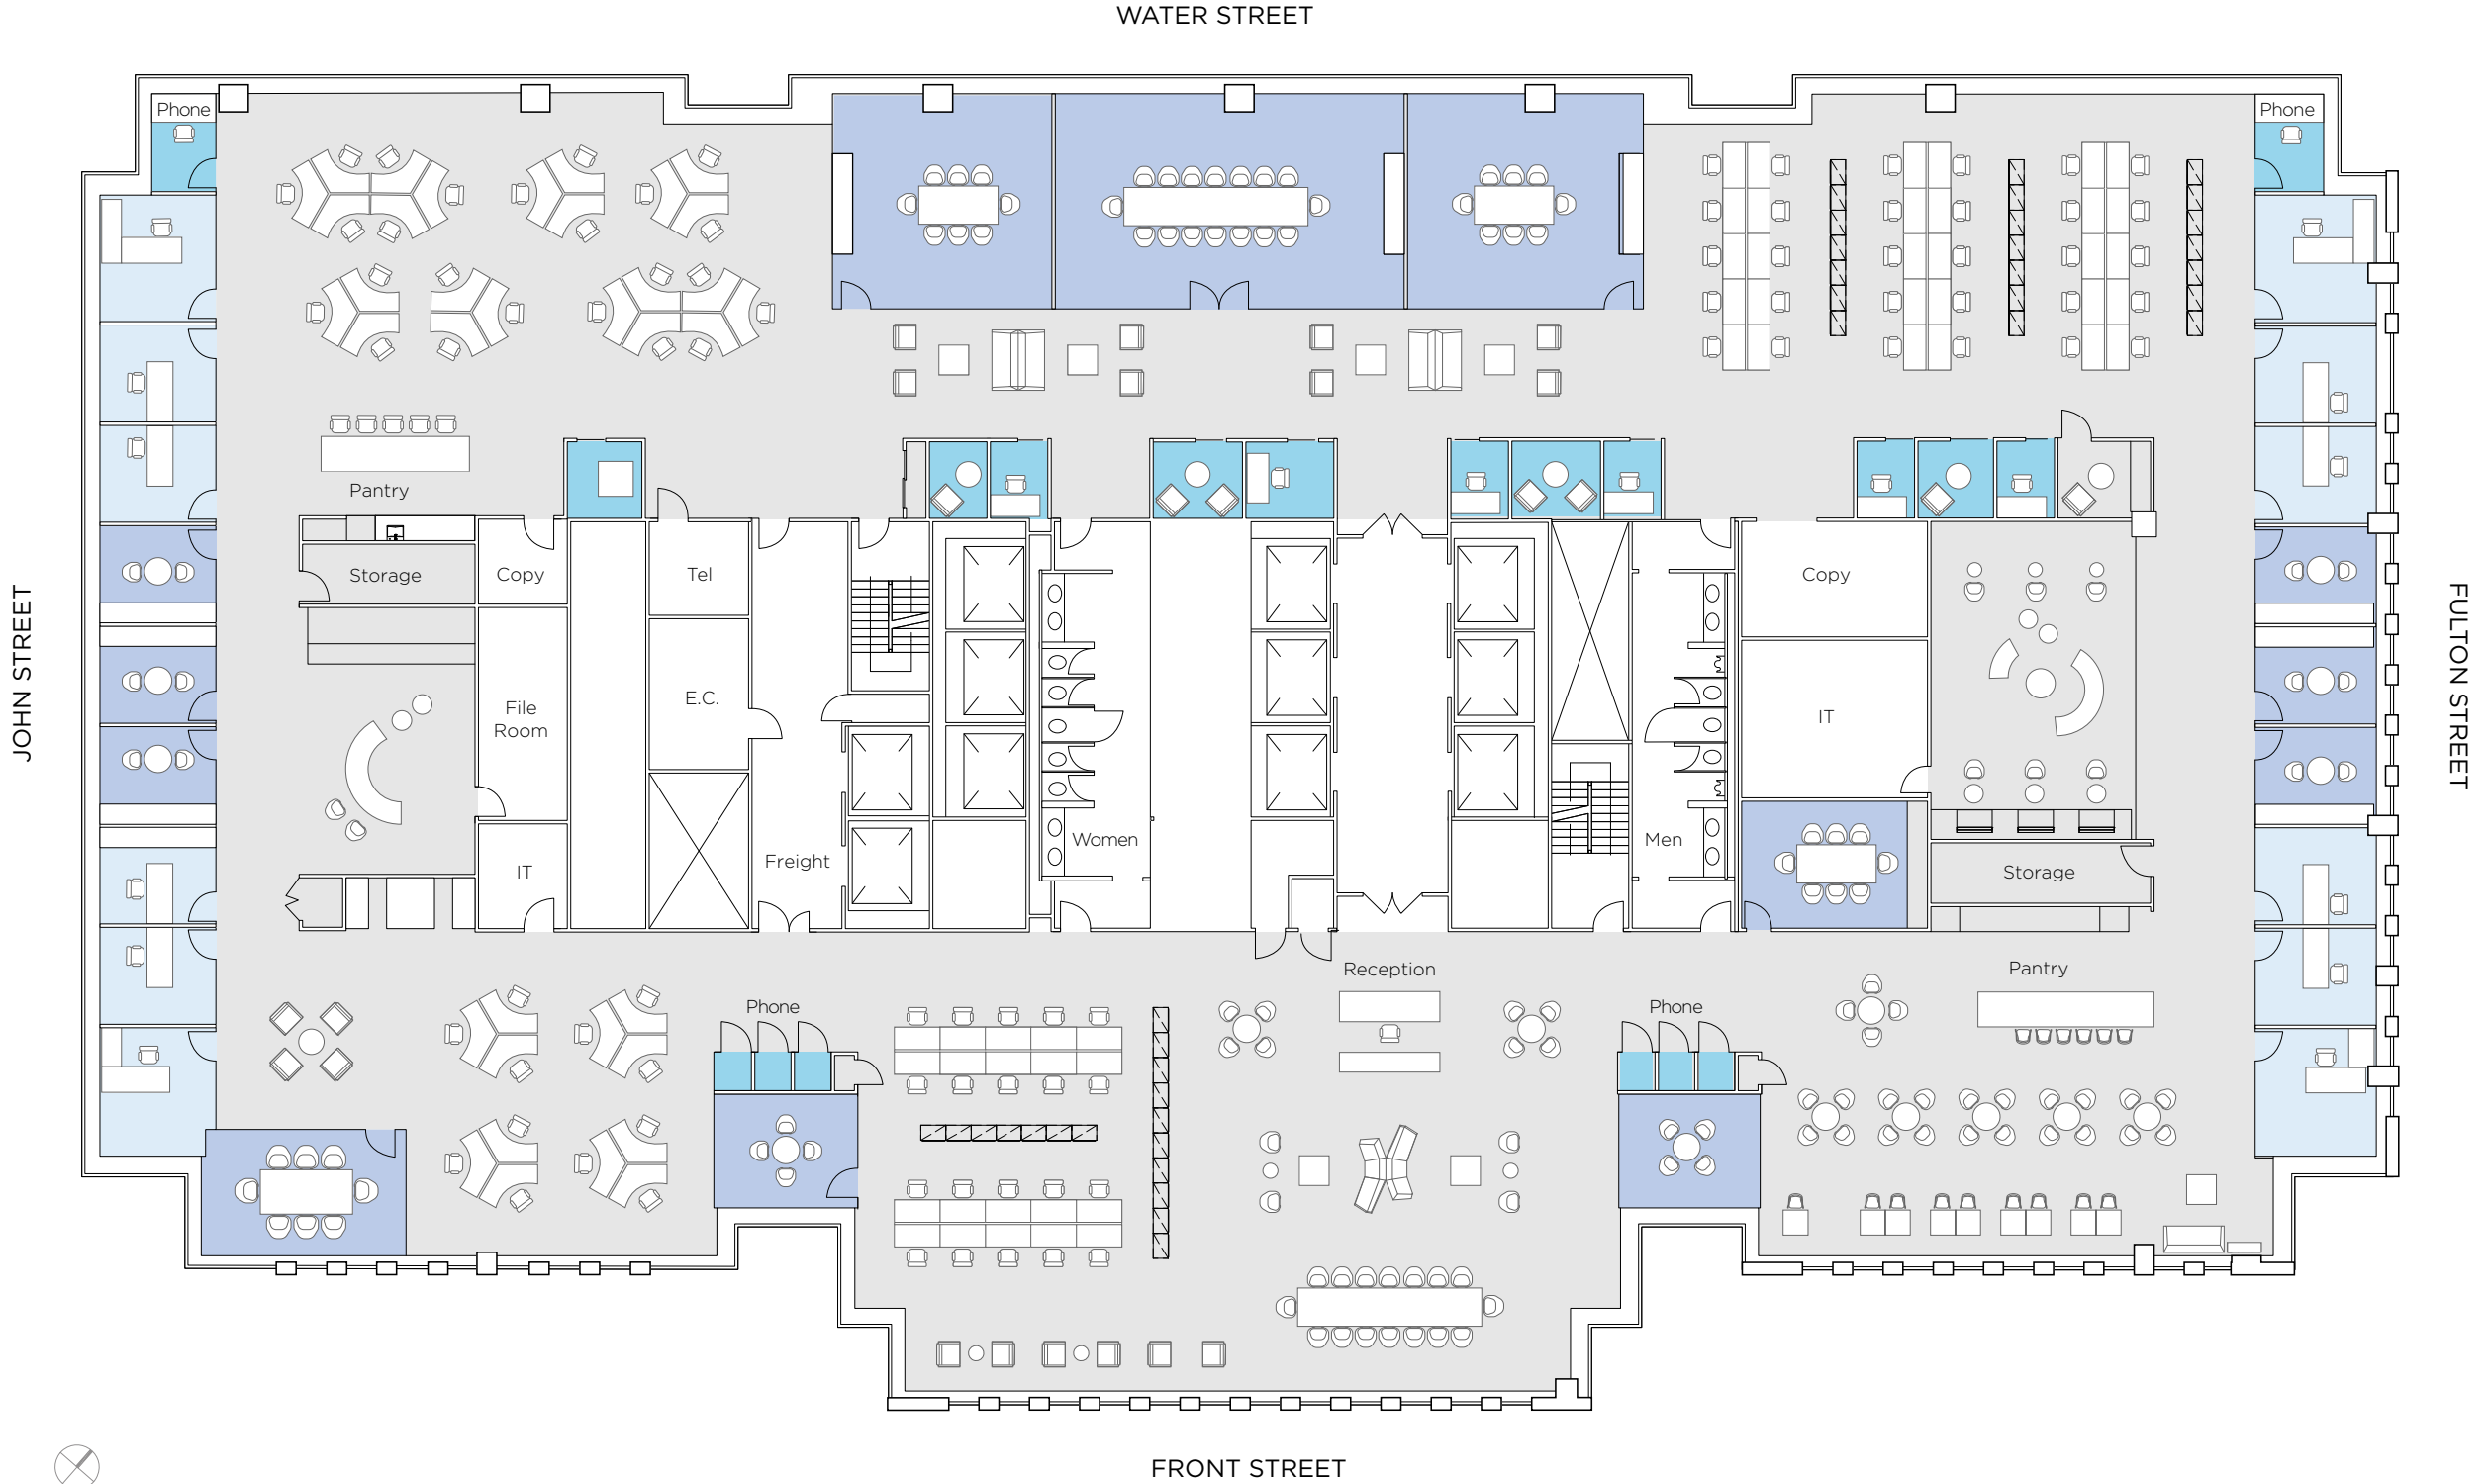 WATER STREET
Phone
Phone
Pantry
Storage
Copy
Tel
Copy
JOHN STREET
FULTON STREET
File
Room
E.C.
IT
Women
Men
Freight
IT
Storage
Reception
Pantry
Phone
Phone
FRONT STREET